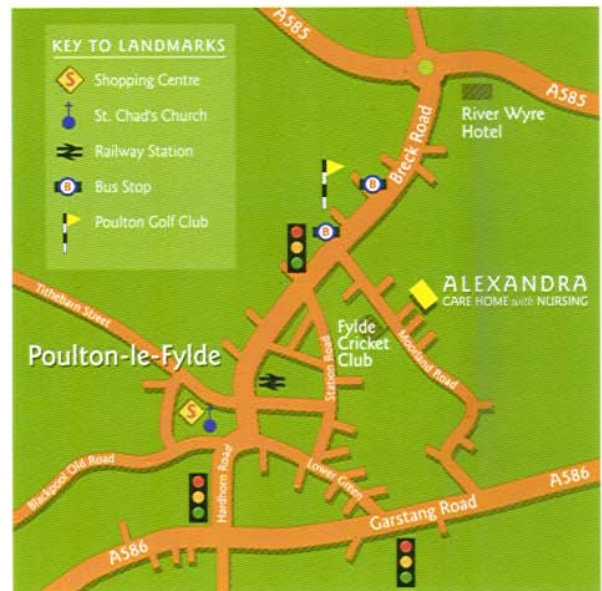 KEY TO LANDMARKS
S
Shopping Centre
St. Chad's Church
Railway Station
B
Bus Stop
Poulton Golf Club
A585
A585
River Wyre
Hotel
Breck Road
B
B
ALEXANDRA
CARE HOME with NURSING
Tithebarn Street
Fylde
Cricket
Club
Moorland Road
Station Road
Poulton-le-Fylde
S
Blackpool Old Road
Hardhorn Road
Lower Green
Garstang Road
A586
A586